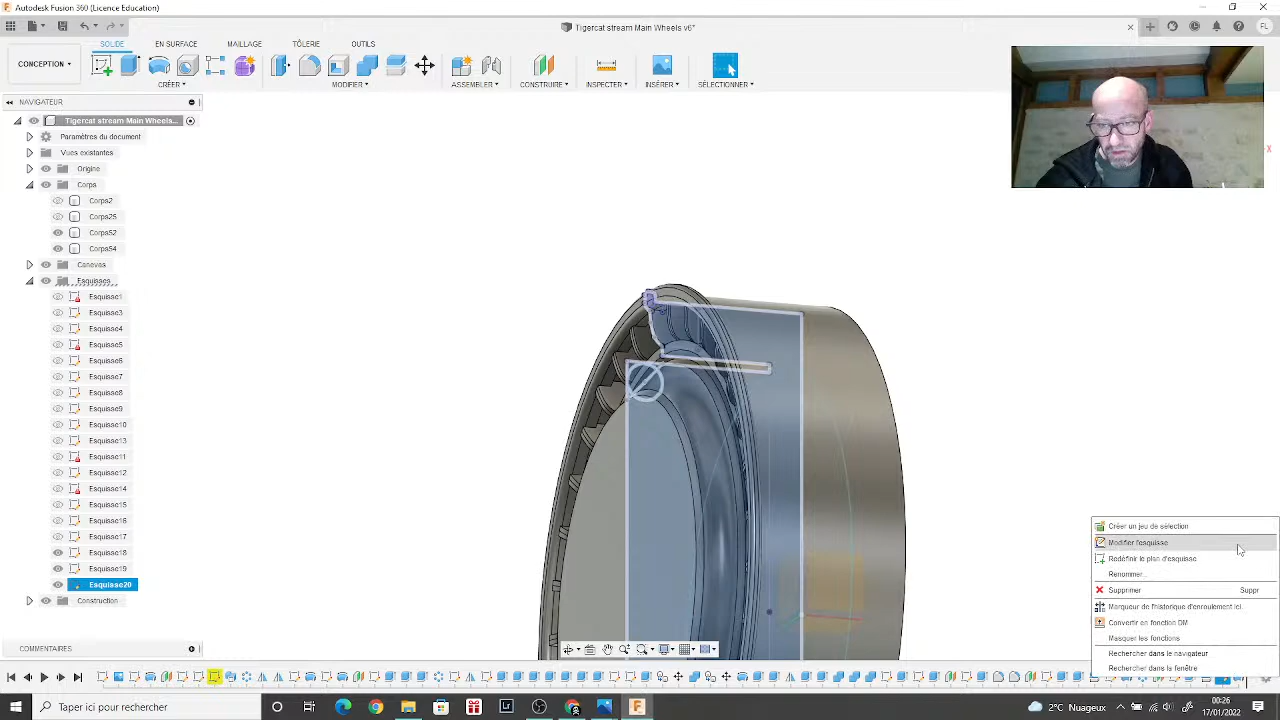 Autodesk Fusion 360 (Licence Education)
Tigercat stream Main Wheels v6*
FL
SOLIDE
EN SURFACE
MAILLAGE
TÔLERIE
OUTILS
CONCEPTION
CRÉER
MODIFIER
ASSEMBLER
CONSTRUIRE
INSPECTER
INSÉRER
SÉLECTIONNER
NAVIGATEUR
Tigercat stream Main Wheels...
Paramètres du document
Vues existantes
Origine
Corps
Corps2
Corps25
Corps52
Corps54
Canevas
Esquisses
Esquisse1
Esquisse3
Esquisse4
Esquisse5
Esquisse6
Esquisse7
Esquisse8
Esquisse9
Esquisse10
Esquisse13
Esquisse11
Esquisse12
Esquisse14
Esquisse15
Esquisse16
Esquisse17
Esquisse18
Esquisse19
Esquisse20
Construction
X
Créer un jeu de sélection
Modifier l'esquisse
Redéfinir le plan d'esquisse
Renommer...
Supprimer Suppr
Marqueur de l'historique d'enroulement ici.
Convertir en fonction DM
Masquer les fonctions
Rechercher dans le navigateur
Rechercher dans la fenêtre
COMMENTAIRES
Taper ici pour rechercher
2°C Nuageux
00:26
17/01/2022